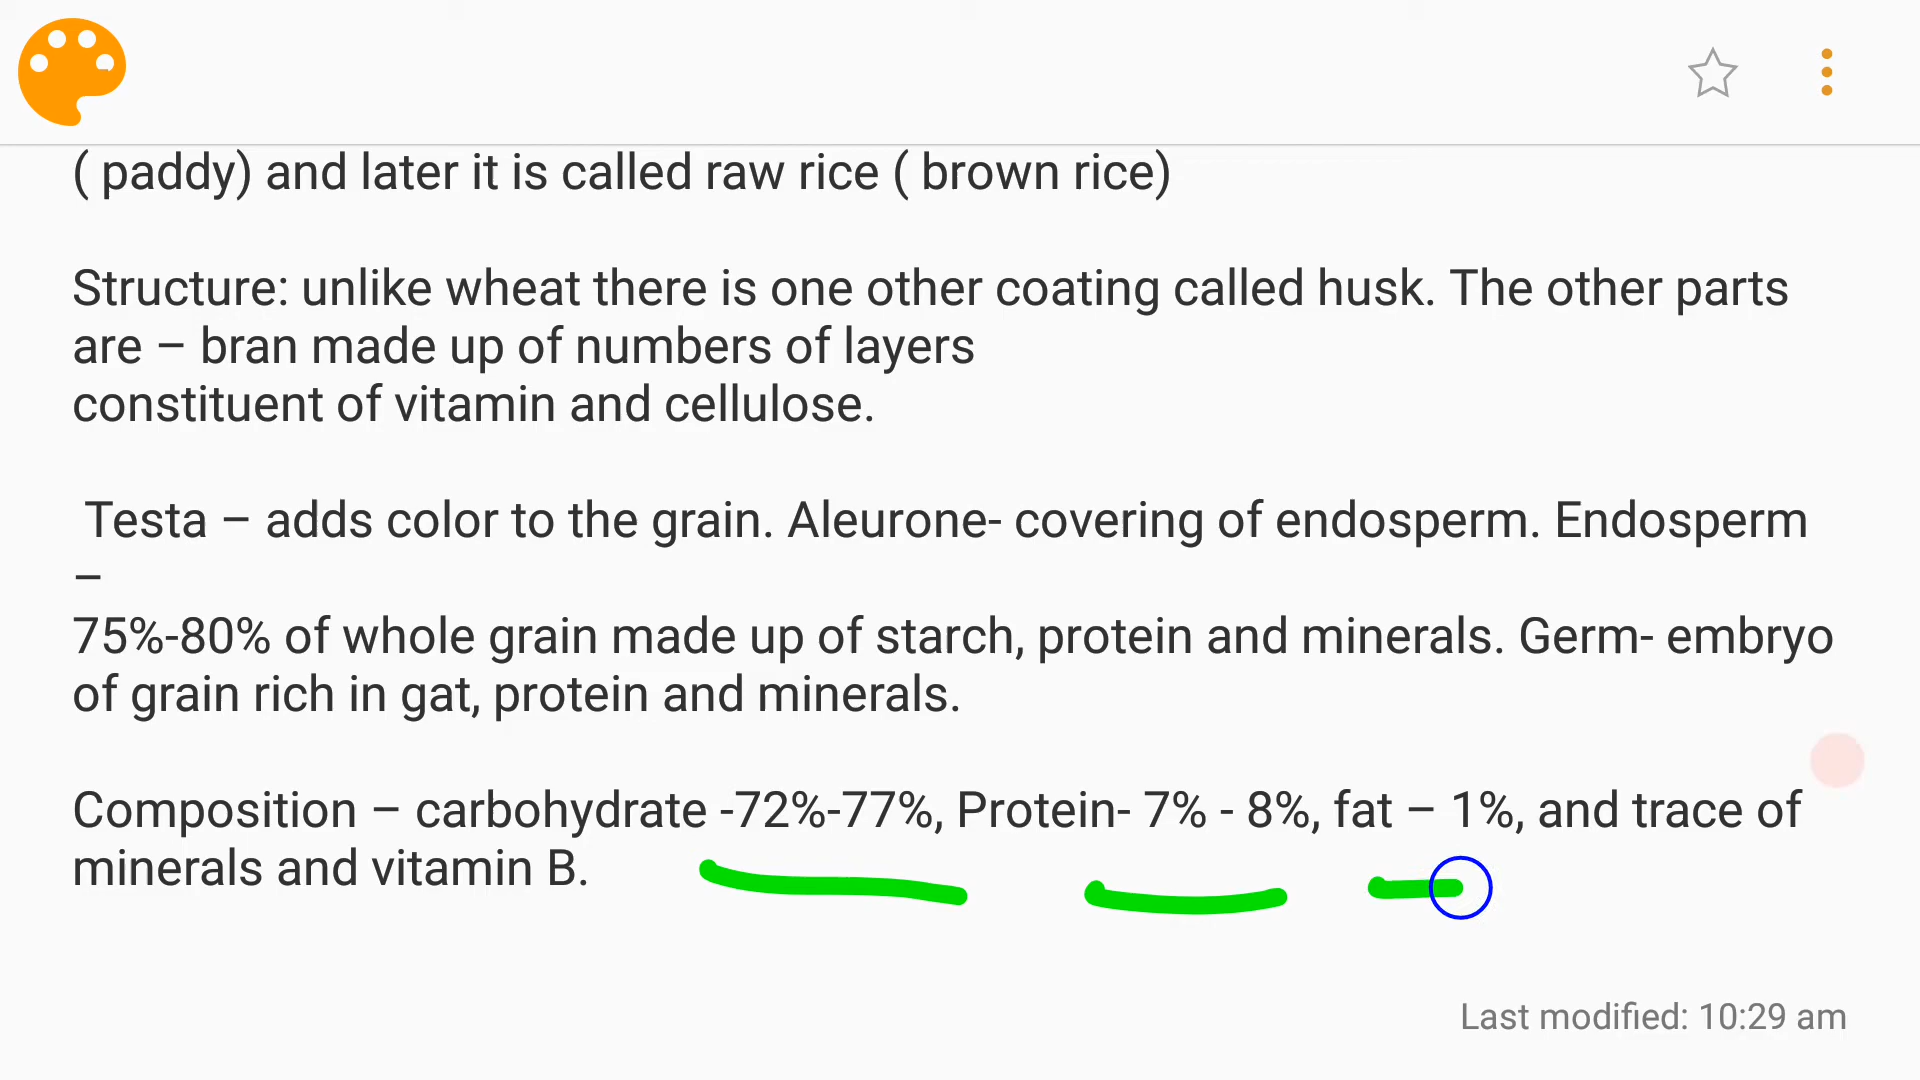 ( paddy) and later it is called raw rice ( brown rice)
Structure: unlike wheat there is one other coating called husk. The other parts
are – bran made up of numbers of layers
constituent of vitamin and cellulose.
Testa – adds color to the grain. Aleurone- covering of endosperm. Endosperm
–
75%-80% of whole grain made up of starch, protein and minerals. Germ- embryo
of grain rich in gat, protein and minerals.
Composition – carbohydrate -72%-77%, Protein- 7% - 8%, fat – 1%, and trace of
minerals and vitamin B.
Last modified: 10:29 am